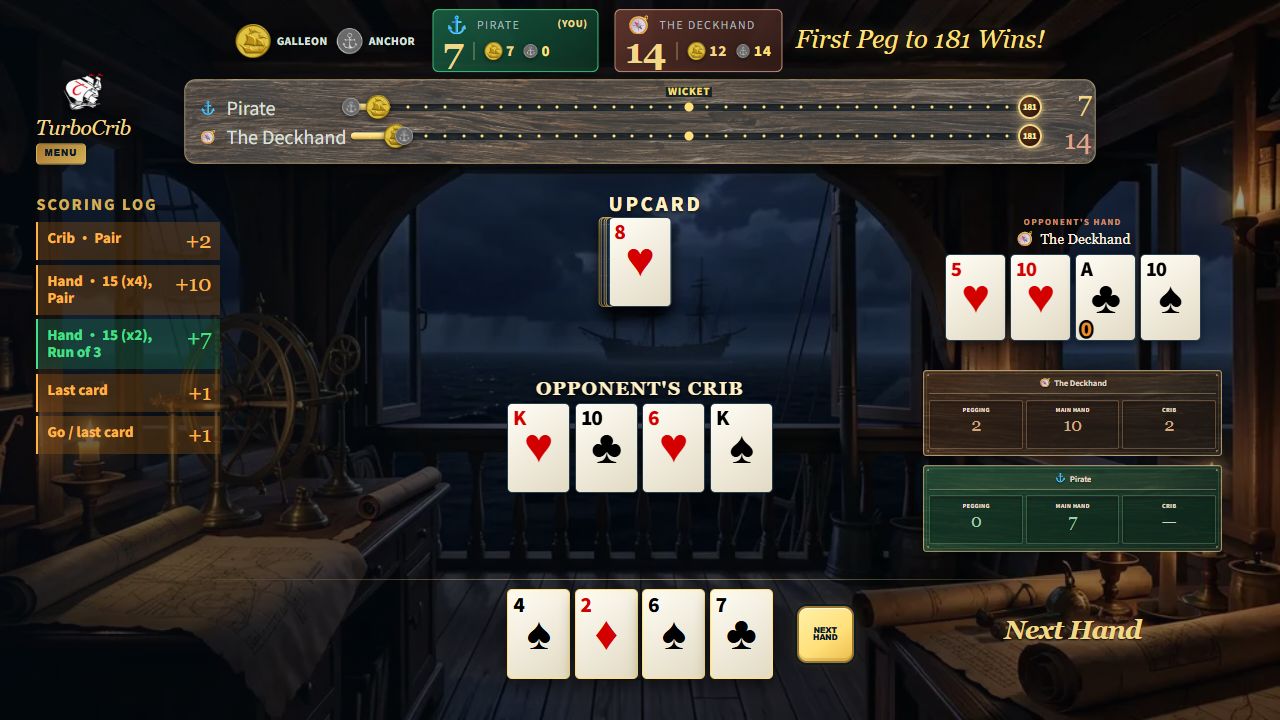 GALLEON
ANCHOR
PIRATE
(YOU)
7
7
0
THE DECKHAND
14
12
14
First Peg to 181 Wins!
TurboCrib
MENU
WICKET
Pirate
181
7
The Deckhand
181
14
SCORING LOG
Crib • Pair
+2
Hand • 15 (x4),
Pair
+10
Hand • 15 (x2),
Run of 3
+7
Last card
+1
Go / last card
+1
UPCARD
8
OPPONENT'S CRIB
K
10
6
K
OPPONENT'S HAND
The Deckhand
5
10
A
0
10
The Deckhand
PEGGING
MAIN HAND
CRIB
2
10
2
Pirate
PEGGING
MAIN HAND
CRIB
0
7
—
4
2
6
7
NEXT
HAND
Next Hand